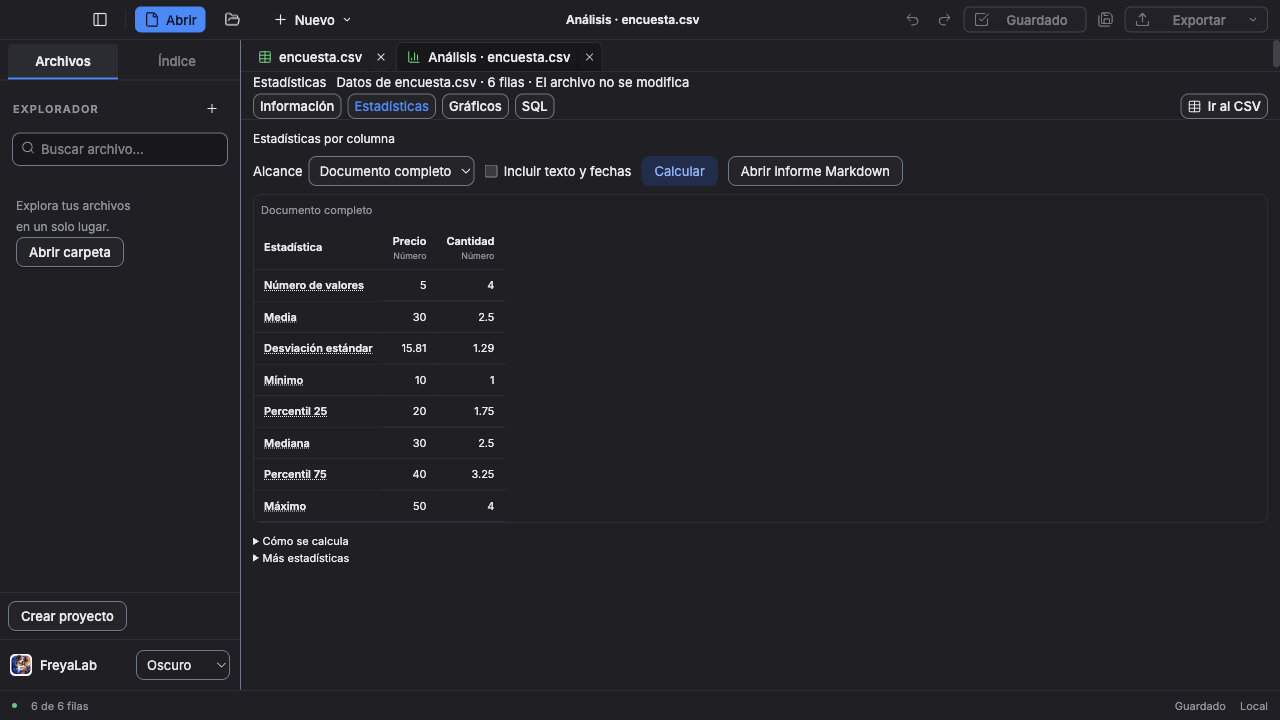 Abrir
Nuevo
Análisis · encuesta.csv
Guardado
Exportar
Archivos
Índice
encuesta.csv
Análisis · encuesta.csv
Estadísticas Datos de encuesta.csv · 6 filas · El archivo no se modifica
EXPLORADOR
Información
Estadísticas
Gráficos
SQL
Ir al CSV
Buscar archivo...
Estadísticas por columna
Alcance Documento completo Incluir texto y fechas Calcular Abrir informe Markdown
Explora tus archivos
en un solo lugar.
Abrir carpeta
Documento completo
Estadística Precio Cantidad
Número Número
Número de valores 5 4
Media 30 2.5
Desviación estándar 15.81 1.29
Mínimo 10 1
Percentil 25 20 1.75
Mediana 30 2.5
Percentil 75 40 3.25
Máximo 50 4
Cómo se calcula
Más estadísticas
Crear proyecto
FreyaLab
Oscuro
6 de 6 filas
Guardado
Local